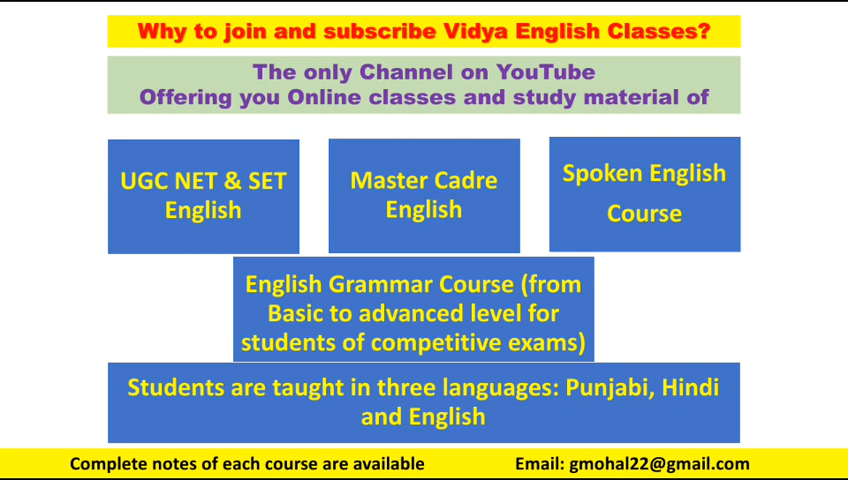 Why to join and subscribe Vidya English Classes?
The only Channel on YouTube
Offering you Online classes and study material of
UGC NET & SET
English
Master Cadre
English
Spoken English
Course
English Grammar Course (from
Basic to advanced level for
students of competitive exams)
Students are taught in three languages: Punjabi, Hindi
and English
Complete notes of each course are available
Email: gmohal22@gmail.com